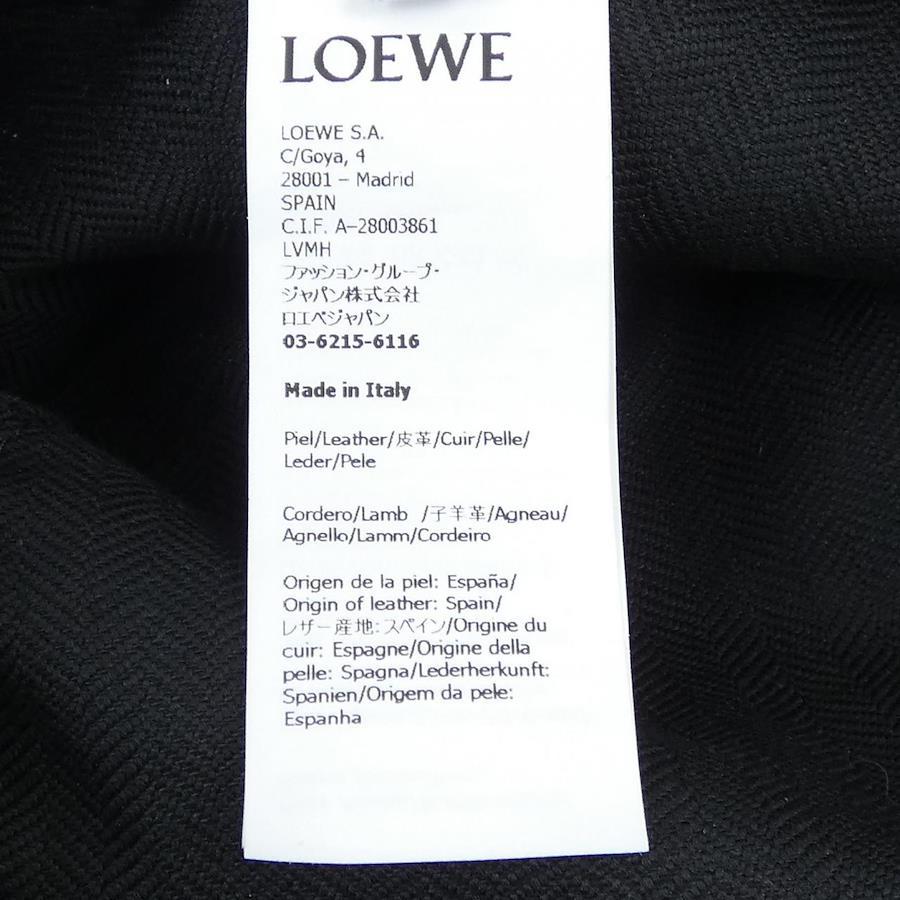 LOEWE
LOEWE S.A.
C/Goya, 4
28001 – Madrid
SPAIN
C.I.F. A–28003861
LVMH
ファッション・グループ・
ジャパン株式会社
ロエベジャパン
03-6215-6116
Made in Italy
Piel/Leather/皮革/Cuir/Pelle/
Leder/Pele
Cordero/Lamb /子羊革/Agneau/
Agnello/Lamm/Cordeiro
Origen de la piel: España/
Origin of leather: Spain/
レザー産地:スペイン/Origine du
cuir: Espagne/Origine della
pelle: Spagna/Lederherkunft:
Spanien/Origem da pele:
Espanha